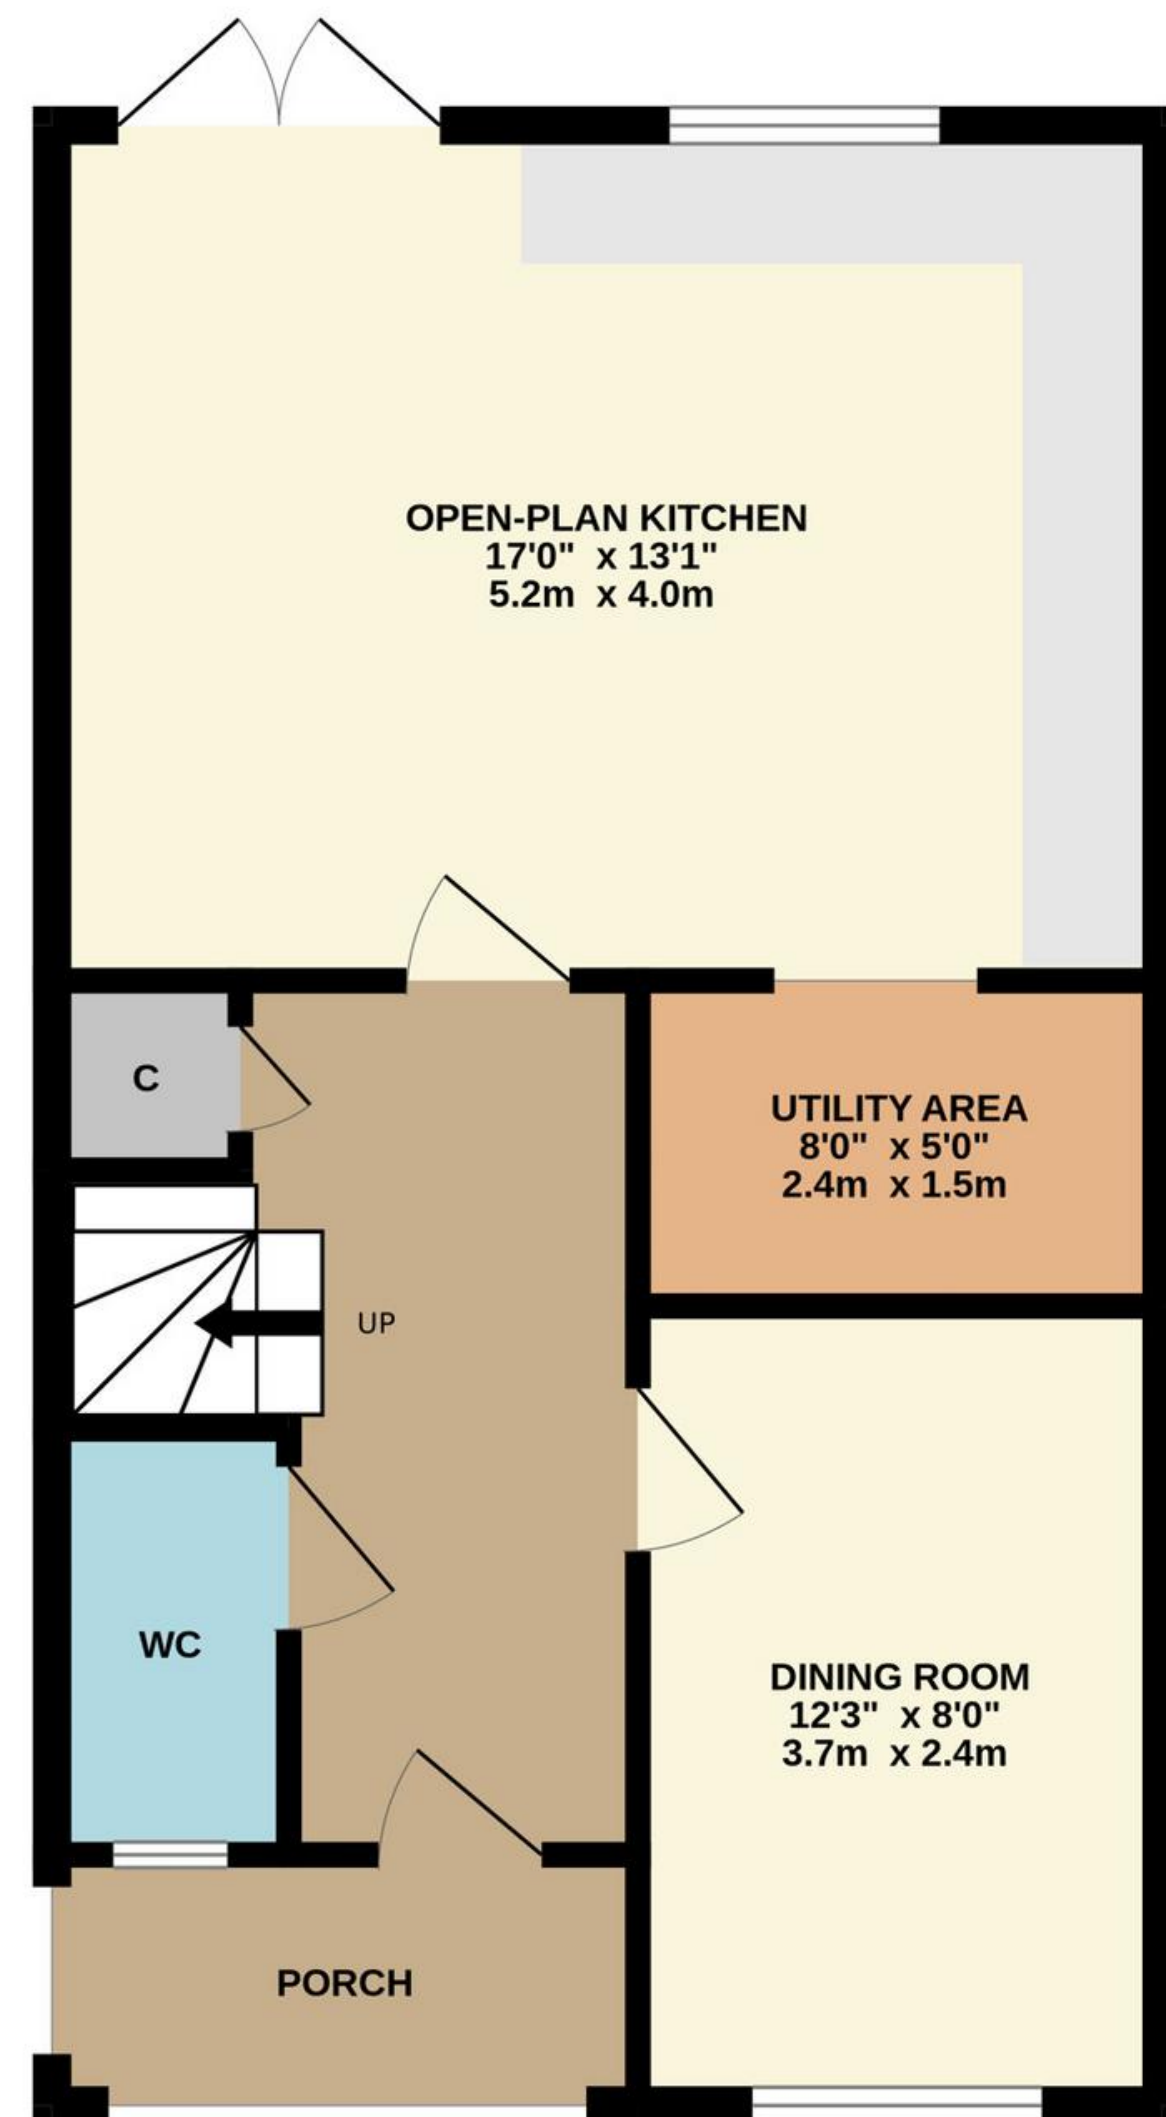 OPEN-PLAN KITCHEN
17'0" x 13'1"
5.2m x 4.0m
C
UTILITY AREA
8'0" x 5'0"
2.4m x 1.5m
UP
WC
DINING ROOM
12'3" x 8'0"
3.7m x 2.4m
PORCH